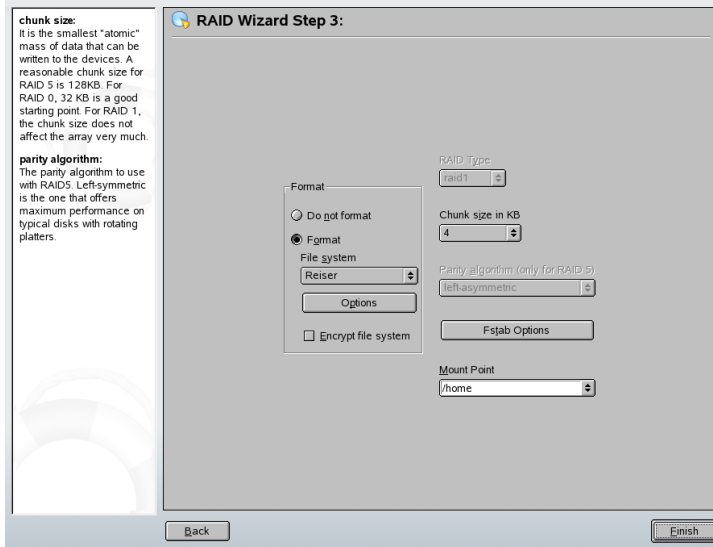 chunk size:
It is the smallest "atomic"
mass of data that can be
written to the devices. A
reasonable chunk size for
RAID 5 is 128KB. For
RAID 0, 32 KB is a good
starting point. For RAID 1,
the chunk size does not
affect the array very much.
parity algorithm:
The parity algorithm to use
with RAID5. Left-symmetric
is the one that offers
maximum performance on
typical disks with rotating
platters.
RAID Wizard Step 3:
Format
Do not format
Format
File system
Reiser
Options
Encrypt file system
RAID Type
raid1
Chunk size in KB
4
Parity algorithm (only for RAID 5)
left-asymmetric
Fstab Options
Mount Point
/home
Back
Finish